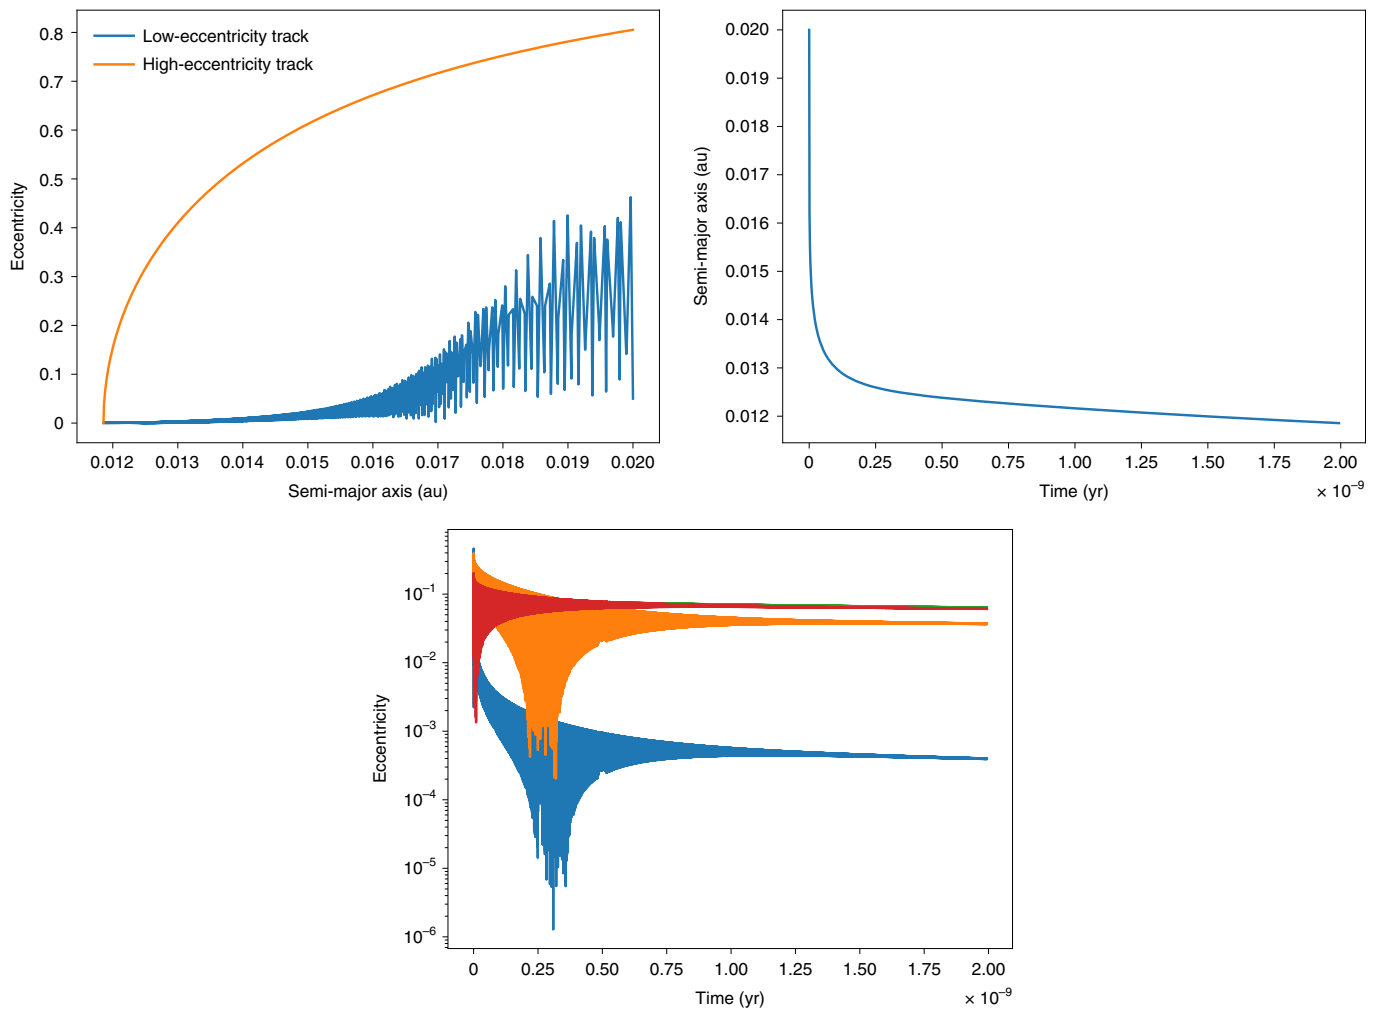 Low-eccentricity track
High-eccentricity track
Eccentricity
0.8
0.7
0.6
0.5
0.4
0.3
0.2
0.1
0
0.012 0.013 0.014 0.015 0.016 0.017 0.018 0.019 0.020
Semi-major axis (au)
Semi-major axis (au)
0.020
0.019
0.018
0.017
0.016
0.015
0.014
0.013
0.012
0 0.25 0.50 0.75 1.00 1.25 1.50 1.75 2.00
Time (yr)
× 10⁻⁹
Eccentricity
10⁻¹
10⁻²
10⁻³
10⁻⁴
10⁻⁵
10⁻⁶
0 0.25 0.50 0.75 1.00 1.25 1.50 1.75 2.00
Time (yr)
× 10⁻⁹